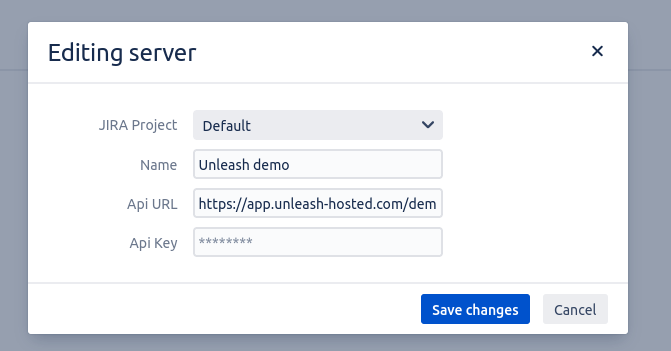 Editing server
JIRA Project Default
Name Unleash demo
Api URL https://app.unleash-hosted.com/dem
Api Key ********
Save changes Cancel